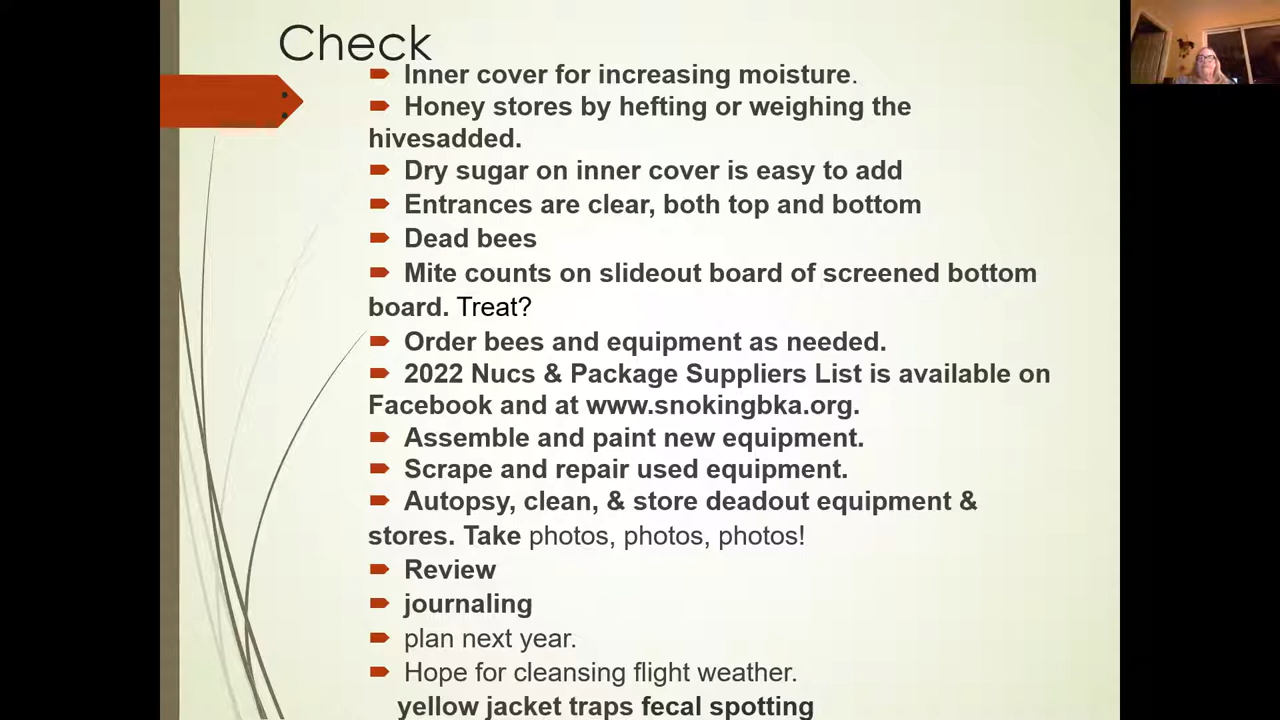 Check
Inner cover for increasing moisture.
Honey stores by hefting or weighing the
hivesadded.
Dry sugar on inner cover is easy to add
Entrances are clear, both top and bottom
Dead bees
Mite counts on slideout board of screened bottom
board. Treat?
Order bees and equipment as needed.
2022 Nucs & Package Suppliers List is available on
Facebook and at www.snokingbka.org.
Assemble and paint new equipment.
Scrape and repair used equipment.
Autopsy, clean, & store deadout equipment &
stores. Take photos, photos, photos!
Review
journaling
plan next year.
Hope for cleansing flight weather.
yellow jacket traps fecal spotting